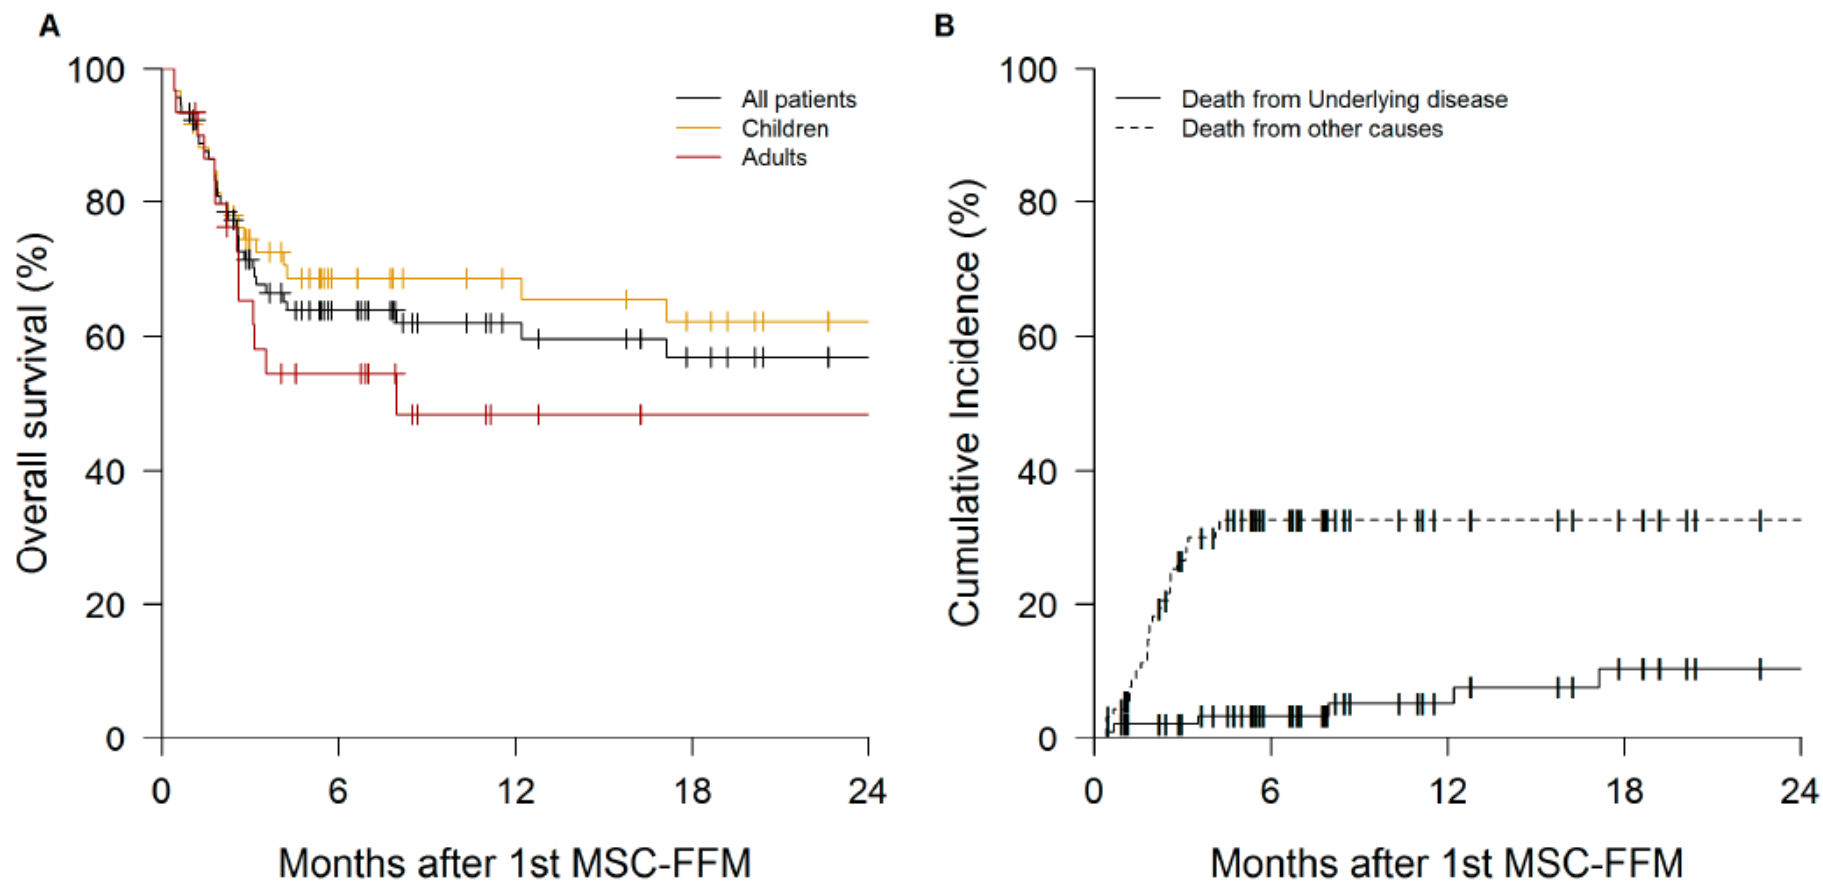 A
Overall survival (%)
100
80
60
40
20
0
All patients
Children
Adults
0 6 12 18 24
Months after 1st MSC-FFM
B
Cumulative Incidence (%)
100
80
60
40
20
0
Death from Underlying disease
Death from other causes
0 6 12 18 24
Months after 1st MSC-FFM